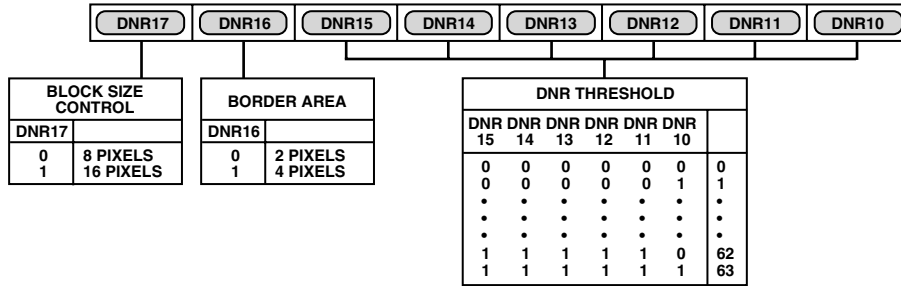 DNR17 DNR16 DNR15 DNR14 DNR13 DNR12 DNR11 DNR10
BLOCK SIZE
CONTROL
DNR17
0 8 PIXELS
1 16 PIXELS
BORDER AREA
DNR16
0 2 PIXELS
1 4 PIXELS
DNR THRESHOLD
DNR DNR DNR DNR DNR DNR
15 14 13 12 11 10
0 0 0 0 0 0 0
0 0 0 0 0 1 1
• • • • • • •
• • • • • • •
• • • • • • •
1 1 1 1 1 0 62
1 1 1 1 1 1 63